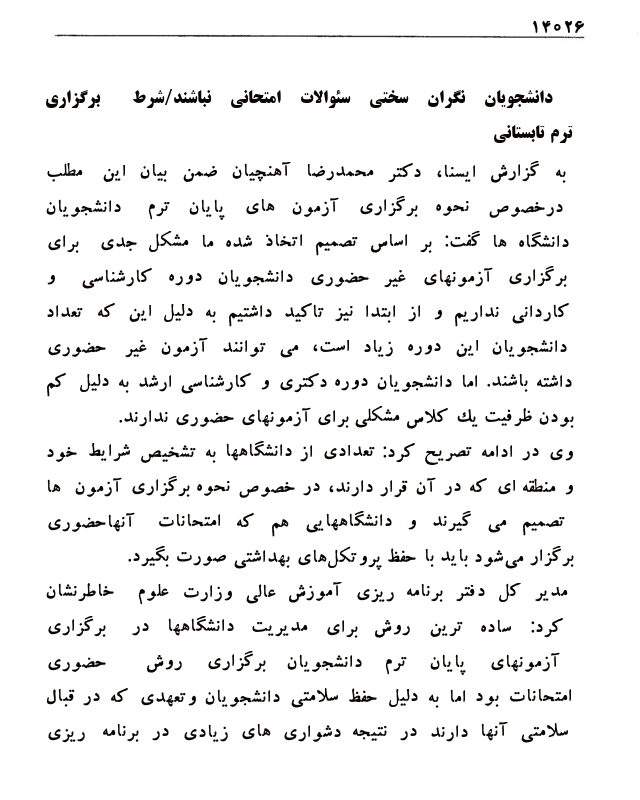 ۱۴۰۲۶
دانشجویان نگران سختی سئوالات امتحانی نباشند/شرط برگزاری
ترم تابستانی
به گزارش ایسنا، دکتر محمدرضا آهنچیان ضمن بیان این مطلب
درخصوص نحوه برگزاری آزمون های پایان ترم دانشجویان
دانشگاه ها گفت: بر اساس تصمیم اتخاذ شده ما مشکل جدی برای
برگزاری آزمونهای غیر حضوری دانشجویان دوره کارشناسی و
کاردانی نداریم و از ابتدا نیز تاکید داشتیم به دلیل این که تعداد
دانشجویان این دوره زیاد است، می توانند آزمون غیر حضوری
داشته باشند. اما دانشجویان دوره دکتری و کارشناسی ارشد به دلیل کم
بودن ظرفیت یك کلاس مشکلی برای آزمونهای حضوری ندارند.
وی در ادامه تصریح کرد: تعدادی از دانشگاهها به تشخیص شرایط خود
و منطقه ای که در آن قرار دارند، در خصوص نحوه برگزاری آزمون ها
تصمیم می گیرند و دانشگاههایی هم که امتحانات آنهاحضوری
برگزار می‌شود باید با حفظ پروتکل‌های بهداشتی صورت بگیرد.
مدیر کل دفتر برنامه ریزی آموزش عالی وزارت علوم خاطرنشان
کرد: ساده ترین روش برای مدیریت دانشگاهها در برگزاری
آزمونهای پایان ترم دانشجویان برگزاری روش حضوری
امتحانات بود اما به دلیل حفظ سلامتی دانشجویان وتعهدی که در قبال
سلامتی آنها دارند در نتیجه دشواری های زیادی در برنامه ریزی